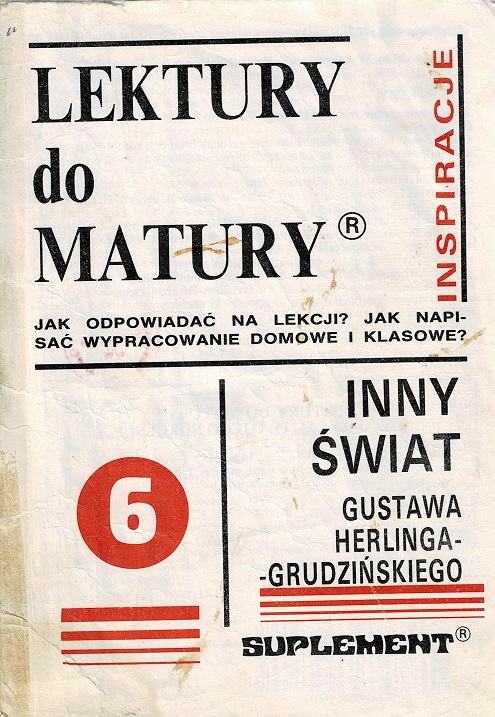 LEKTURY
do
MATURY ®
INSPIRACJE
JAK ODPOWIADAĆ NA LEKCJI? JAK NAPI-
SAĆ WYPRACOWANIE DOMOWE I KLASOWE?
6
INNY
ŚWIAT
GUSTAWA
HERLINGA-
-GRUDZIŃSKIEGO
SUPLEMENT®